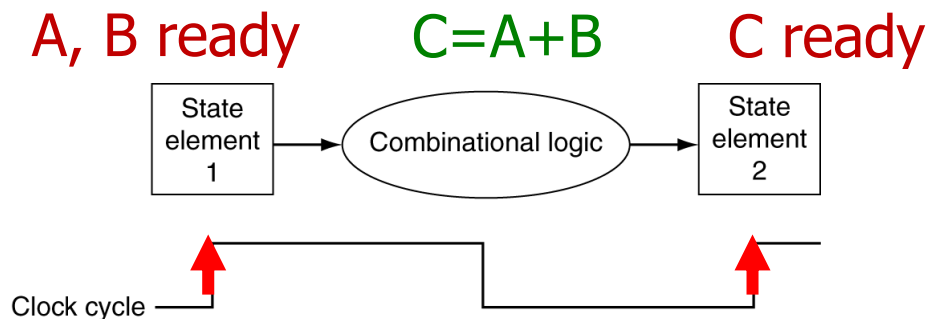 A, B ready
C=A+B
C ready
State
element
1
Combinational logic
State
element
2
Clock cycle